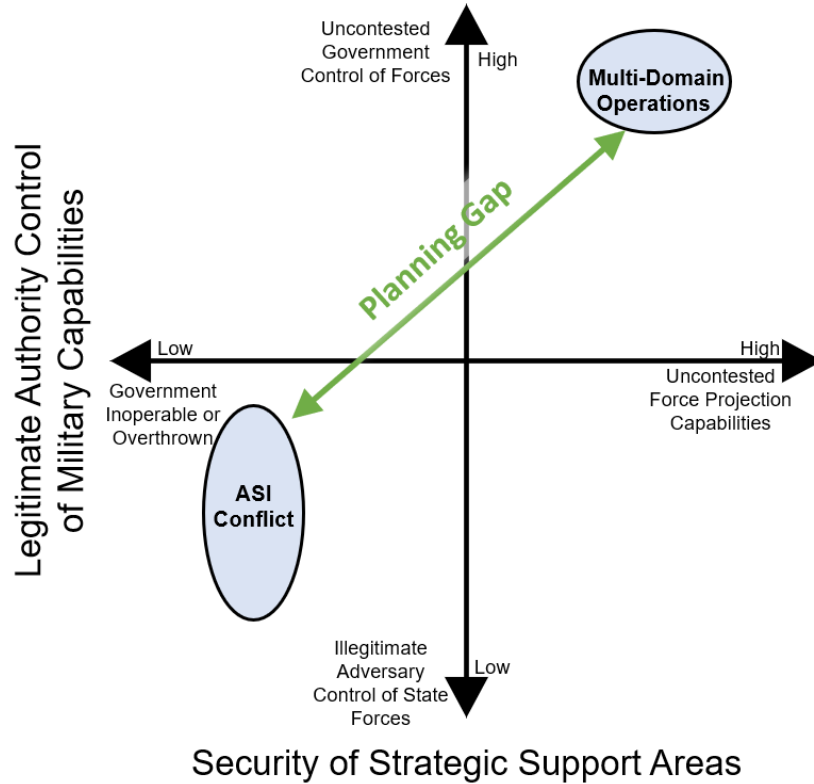 Uncontested
Government
Control of Forces
High
Multi-Domain
Operations
Legitimate Authority Control
of Military Capabilities
Planning Gap
Low
High
Government
Inoperable or
Overthrown
Uncontested
Force Projection
Capabilities
ASI
Conflict
Illegitimate
Adversary
Control of State
Forces
Low
Security of Strategic Support Areas